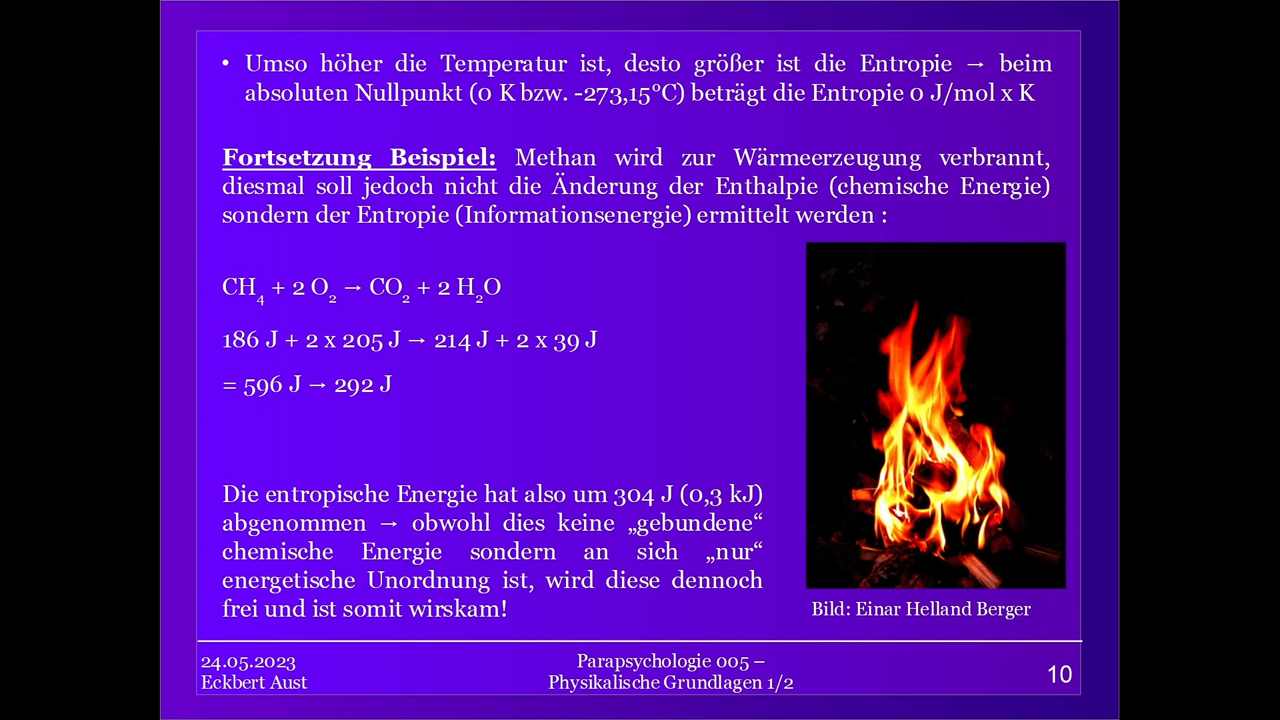 • Umso höher die Temperatur ist, desto größer ist die Entropie → beim
absoluten Nullpunkt (0 K bzw. -273,15°C) beträgt die Entropie 0 J/mol x K
Fortsetzung Beispiel: Methan wird zur Wärmeerzeugung verbrannt,
diesmal soll jedoch nicht die Änderung der Enthalpie (chemische Energie)
sondern der Entropie (Informationsenergie) ermittelt werden :
CH₄ + 2 O₂ → CO₂ + 2 H₂O
186 J + 2 x 205 J → 214 J + 2 x 39 J
= 596 J → 292 J
Die entropische Energie hat also um 304 J (0,3 kJ)
abgenommen → obwohl dies keine „gebundene“
chemische Energie sondern an sich „nur“
energetische Unordnung ist, wird diese dennoch
frei und ist somit wirskam!
Bild: Einar Helland Berger
24.05.2023
Eckbert Aust
Parapsychologie 005 –
Physikalische Grundlagen 1/2
10